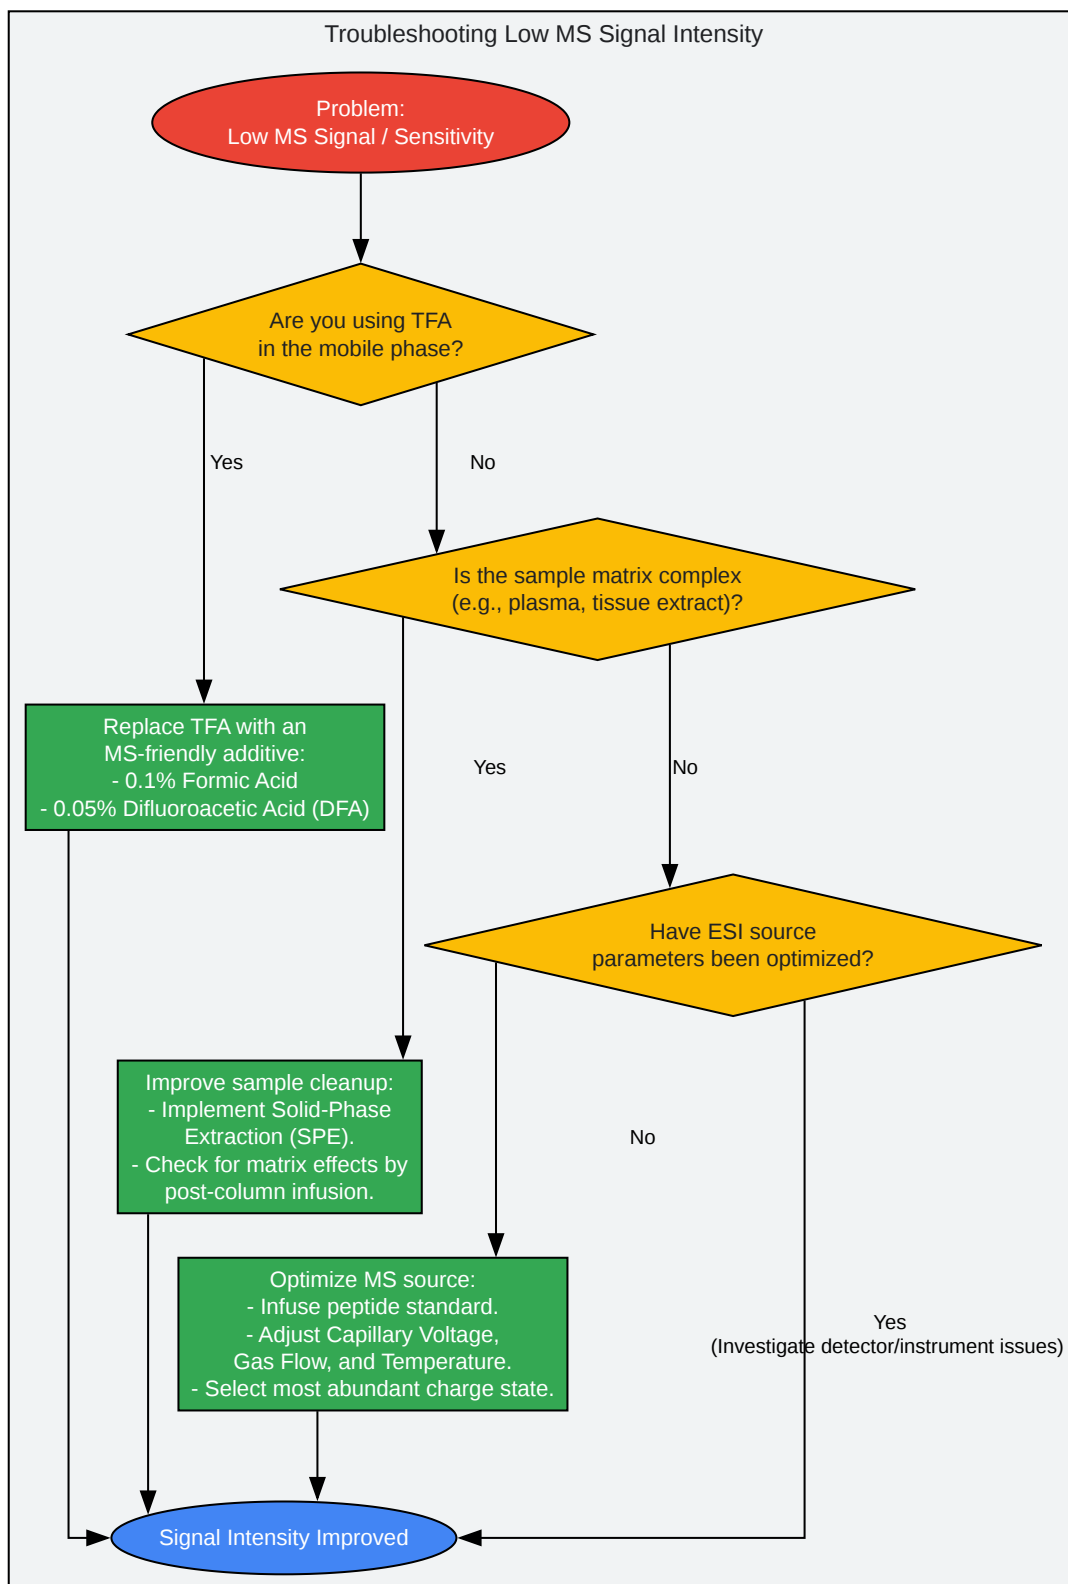 Troubleshooting Low MS Signal Intensity
Problem:
Low MS Signal / Sensitivity
Are you using TFA
in the mobile phase?
Yes
No
Is the sample matrix complex
(e.g., plasma, tissue extract)?
Replace TFA with an
MS-friendly additive:
- 0.1% Formic Acid
- 0.05% Difluoroacetic Acid (DFA)
Yes
No
Have ESI source
parameters been optimized?
Improve sample cleanup:
- Implement Solid-Phase
Extraction (SPE).
- Check for matrix effects by
post-column infusion.
No
Optimize MS source:
- Infuse peptide standard.
- Adjust Capillary Voltage,
Gas Flow, and Temperature.
- Select most abundant charge state.
Yes
(Investigate detector/instrument issues)
Signal Intensity Improved